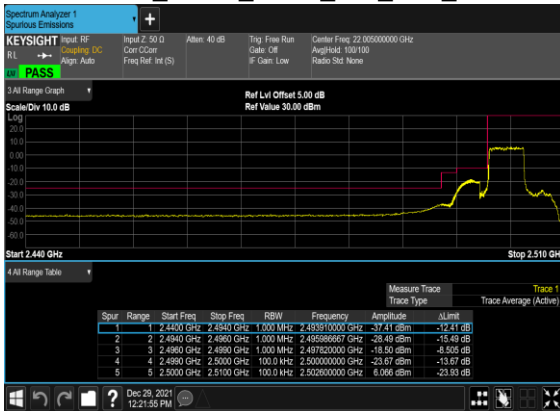 Spectrum Analyzer 1
Spurious Emissions
KEYSIGHT
RL
Input: RF
Coupling: DC
Align: Auto
Input Z: 50 Ω
Corr CCorr
Freq Ref: Int (S)
Atten: 40 dB
Trig: Free Run
Gate: Off
IF Gain: Low
Center Freq: 22.005000000 GHz
Avg|Hold: 100/100
Radio Std: None
PASS
3 All Range Graph
Ref Lvl Offset 5.00 dB
Scale/Div 10.0 dB
Ref Value 30.00 dBm
Log
20.0
10.0
0.00
-10.0
-20.0
-30.0
-40.0
-50.0
-60.0
Start 2.440 GHz
Stop 2.510 GH
4 All Range Table
Measure Trace Trace 1
Trace Type Trace Average (Active)
Spur Range Start Freq Stop Freq RBW Frequency Amplitude ΔLimit
1 1 2.4400 GHz 2.4940 GHz 1.000 MHz 2.493910000 GHz -37.41 dBm -12.41 dB
2 2 2.4940 GHz 2.4960 GHz 1.000 MHz 2.495986667 GHz -28.49 dBm -15.49 dB
3 3 2.4960 GHz 2.4990 GHz 1.000 MHz 2.497820000 GHz -18.50 dBm -8.505 dB
4 4 2.4990 GHz 2.5000 GHz 100.0 kHz 2.500000000 GHz -23.67 dBm -13.67 dB
5 5 2.5000 GHz 2.5100 GHz 100.0 kHz 2.502600000 GHz 6.066 dBm -23.93 dB
?
Dec 29, 2021
12:21:55 PM